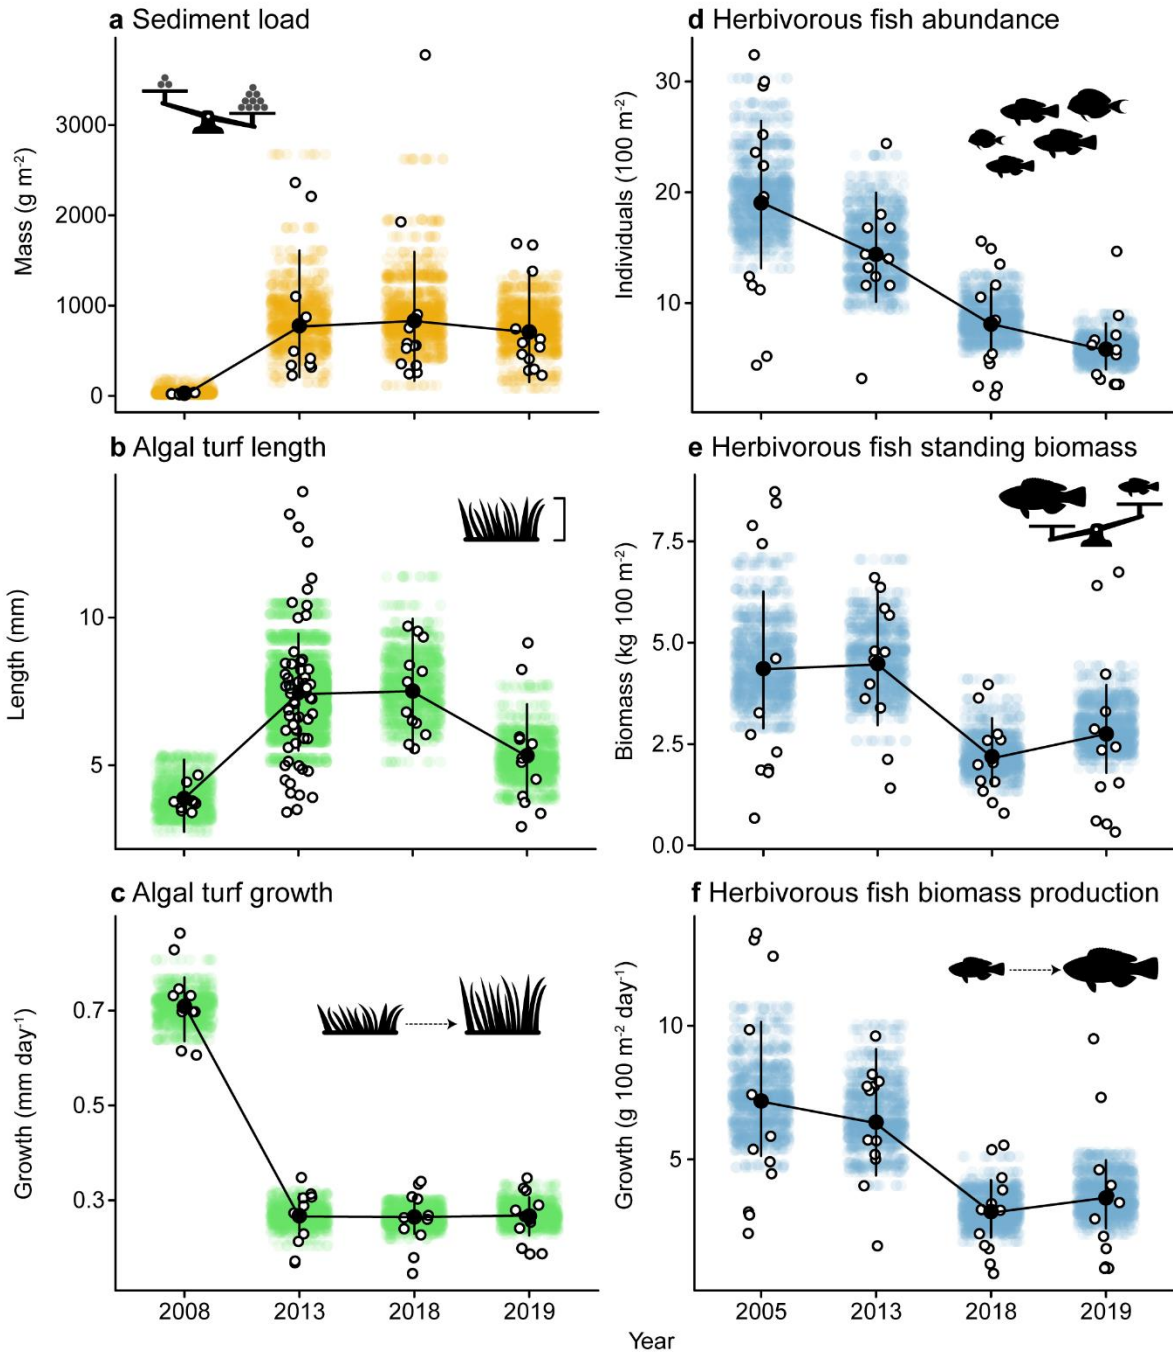 a Sediment load
Mass (g m⁻²)
3000
2000
1000
0
b Algal turf length
Length (mm)
10
5
c Algal turf growth
Growth (mm day⁻¹)
0.7
0.5
0.3
2008 2013 2018 2019
d Herbivorous fish abundance
Individuals (100 m⁻²)
30
20
10
e Herbivorous fish standing biomass
Biomass (kg 100 m⁻²)
7.5
5.0
2.5
0.0
f Herbivorous fish biomass production
Growth (g 100 m⁻² day⁻¹)
10
5
2005 2013 2018 2019
Year